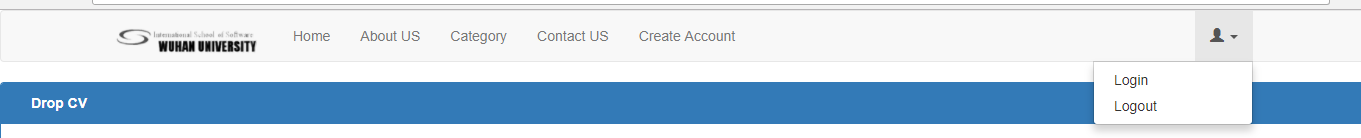 International School of Software
WUHAN UNIVERSITY
Home
About US
Category
Contact US
Create Account
Login
Logout
Drop CV